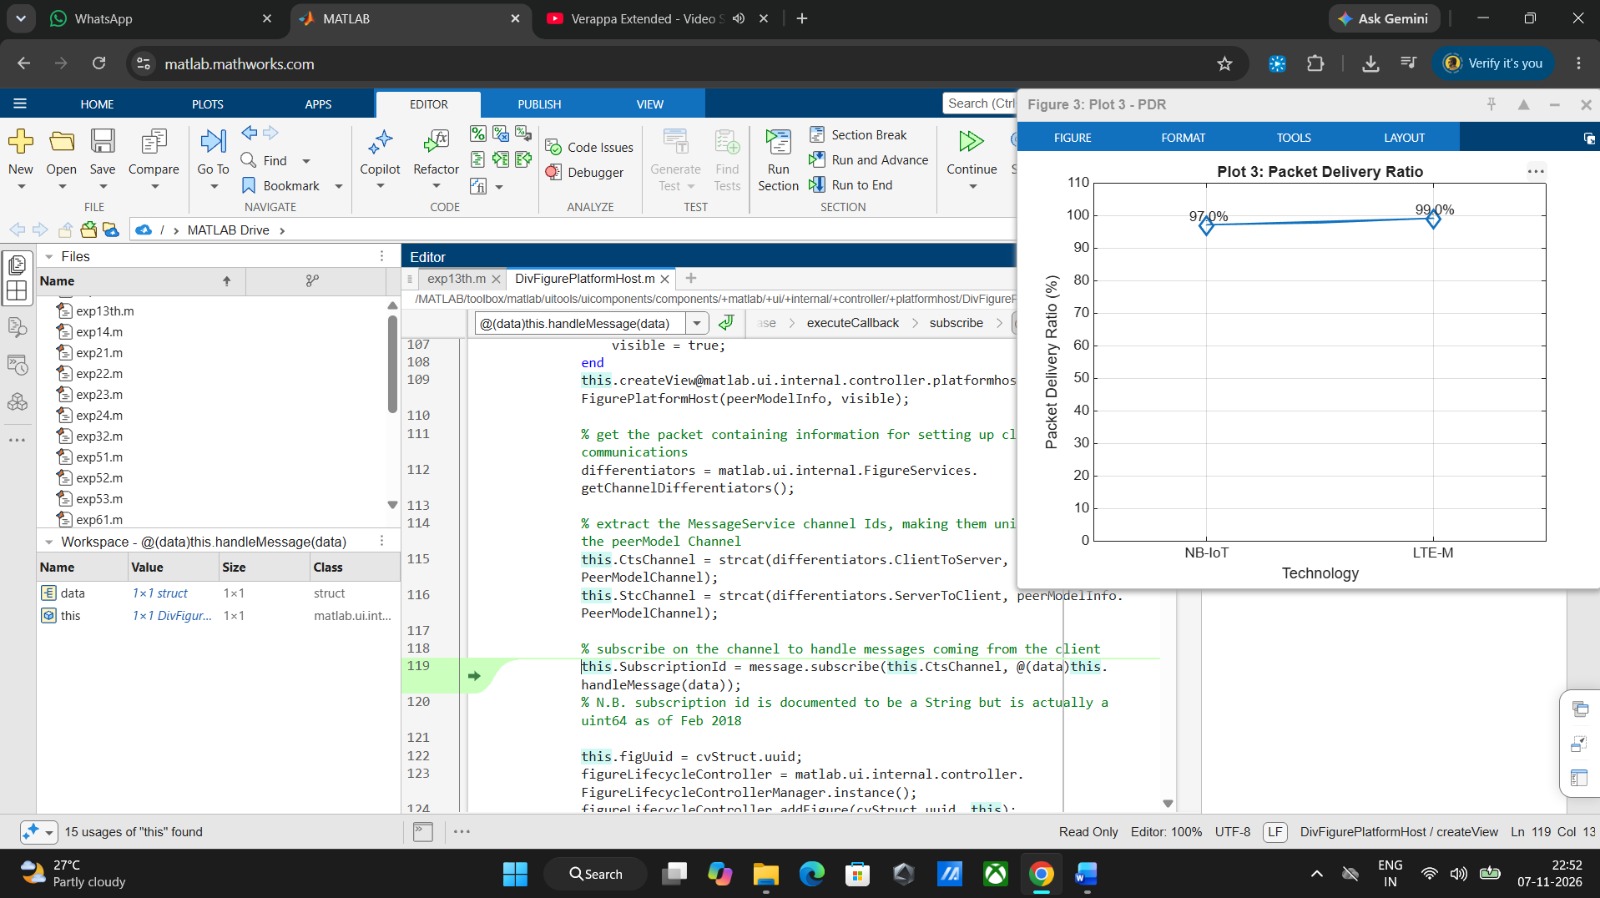 WhatsApp
MATLAB
Verappa Extended - Video S
Ask Gemini
matlab.mathworks.com
Verify it's you
HOME
PLOTS
APPS
EDITOR
PUBLISH
VIEW
Search (Ctrl
New
Open
Save
Compare
FILE
Go To
Find
Bookmark
NAVIGATE
Copilot
Refactor
CODE
Code Issues
Debugger
ANALYZE
Generate Test
Find Tests
TEST
Run Section
Section Break
Run and Advance
Run to End
SECTION
Continue
/ > MATLAB Drive >
Files
Name
exp13th.m
exp14.m
exp21.m
exp22.m
exp23.m
exp24.m
exp32.m
exp51.m
exp52.m
exp53.m
exp61.m
Workspace - @(data)this.handleMessage(data)
Name Value Size Class
data 1×1 struct 1×1 struct
this 1×1 DivFigur... 1×1 matlab.ui.int...
Editor
exp13th.m
DivFigurePlatformHost.m
/MATLAB/toolbox/matlab/uitools/uicomponents/components/+matlab/+ui/+internal/+controller/+platformhost/DivFigureP
@(data)this.handleMessage(data)
ase > executeCallback > subscribe >
107 visible = true;
108 end
109 this.createView@matlab.ui.internal.controller.platformhos
FigurePlatformHost(peerModelInfo, visible);
110
111 % get the packet containing information for setting up cl
communications
112 differentiators = matlab.ui.internal.FigureServices.
getChannelDifferentiators();
113
114 % extract the MessageService channel Ids, making them uni
the peerModel Channel
115 this.CtsChannel = strcat(differentiators.ClientToServer,
PeerModelChannel);
116 this.StcChannel = strcat(differentiators.ServerToClient, peerModelInfo.
PeerModelChannel);
117
118 % subscribe on the channel to handle messages coming from the client
119 this.SubscriptionId = message.subscribe(this.CtsChannel, @(data)this.
handleMessage(data));
120 % N.B. subscription id is documented to be a String but is actually a
uint64 as of Feb 2018
121
122 this.figUuid = cvStruct.uuid;
123 figureLifecycleController = matlab.ui.internal.controller.
FigureLifecycleControllerManager.instance();
124 figureLifecycleController.addFigure(cvStruct.uuid, this);
Figure 3: Plot 3 - PDR
FIGURE
FORMAT
TOOLS
LAYOUT
Plot 3: Packet Delivery Ratio
Packet Delivery Ratio (%)
110
100
90
80
70
60
50
40
30
20
10
0
97.0%
99.0%
NB-IoT
LTE-M
Technology
15 usages of "this" found
Read Only
Editor: 100%
UTF-8
LF
DivFigurePlatformHost / createView
Ln 119 Col 13
27°C
Partly cloudy
Search
ENG
IN
22:52
07-11-2026